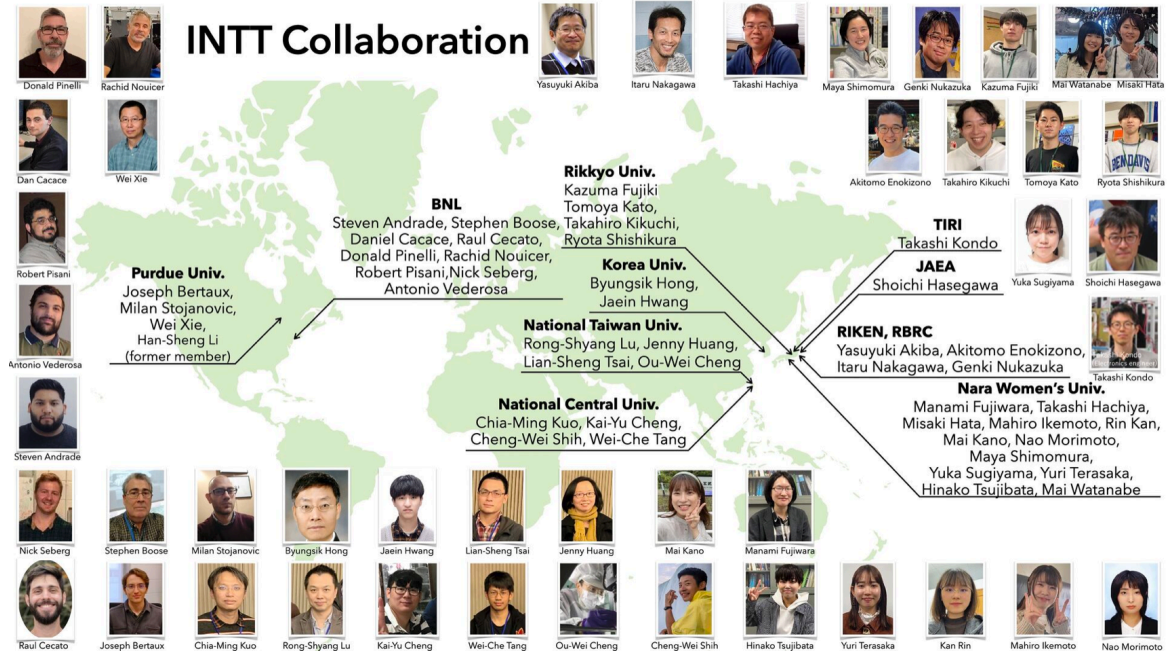 INTT Collaboration
Donald Pinelli
Rachid Nouicer
Yasuyuki Akiba
Itaru Nakagawa
Takashi Hachiya
Maya Shimomura
Genki Nukazuka
Kazuma Fujiki
Mai Watanabe
Misaki Hata
Dan Cacace
Wei Xie
Akitomo Enokizono
Takahiro Kikuchi
Tomoya Kato
Ryota Shishikura
BEN DAVIS
Robert Pisani
Yuka Sugiyama
Shoichi Hasegawa
Antonio Vederosa
Takashi Kondo
Steven Andrade
Purdue Univ.
Joseph Bertaux,
Milan Stojanovic,
Wei Xie,
Han-Sheng Li
(former member)
BNL
Steven Andrade, Stephen Boose,
Daniel Cacace, Raul Cecato,
Donald Pinelli, Rachid Nouicer,
Robert Pisani,Nick Seberg,
Antonio Vederosa
Rikkyo Univ.
Kazuma Fujiki
Tomoya Kato,
Takahiro Kikuchi,
Ryota Shishikura
Korea Univ.
Byungsik Hong,
Jaein Hwang
National Taiwan Univ.
Rong-Shyang Lu, Jenny Huang,
Lian-Sheng Tsai, Ou-Wei Cheng
National Central Univ.
Chia-Ming Kuo, Kai-Yu Cheng,
Cheng-Wei Shih, Wei-Che Tang
TIRI
Takashi Kondo
JAEA
Shoichi Hasegawa
RIKEN, RBRC
Yasuyuki Akiba, Akitomo Enokizono,
Itaru Nakagawa, Genki Nukazuka
Nara Women's Univ.
Manami Fujiwara, Takashi Hachiya,
Misaki Hata, Mahiro Ikemoto, Rin Kan,
Mai Kano, Nao Morimoto,
Maya Shimomura,
Yuka Sugiyama, Yuri Terasaka,
Hinako Tsujibata, Mai Watanabe
Nick Seberg
Stephen Boose
Milan Stojanovic
Byungsik Hong
Jaein Hwang
Lian-Sheng Tsai
Jenny Huang
Mai Kano
Manami Fujiwara
Raul Cecato
Joseph Bertaux
Chia-Ming Kuo
Rong-Shyang Lu
Kai-Yu Cheng
Wei-Che Tang
Ou-Wei Cheng
Cheng-Wei Shih
Hinako Tsujibata
Yuri Terasaka
Kan Rin
Mahiro Ikemoto
Nao Morimoto